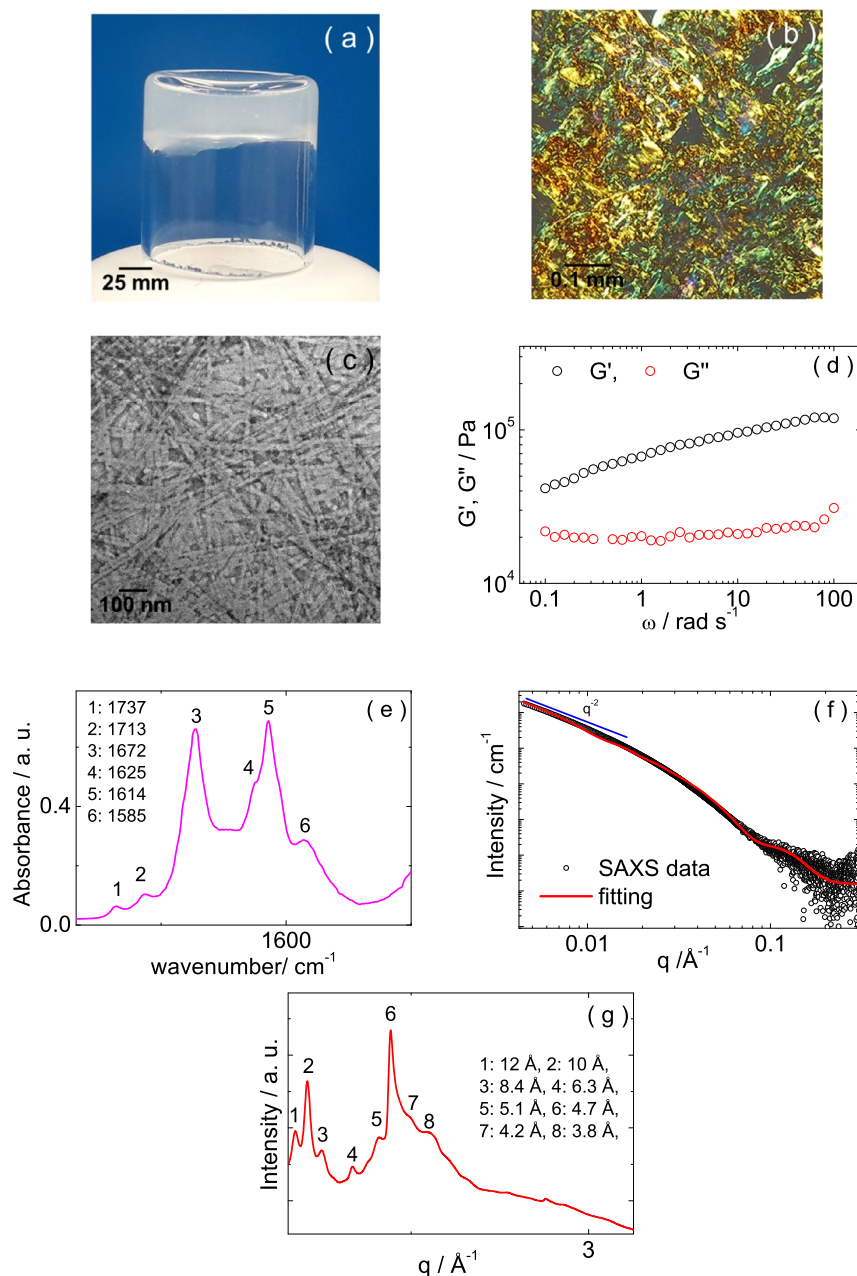 ( a )
25 mm
( b )
0.1 mm
( c )
100 nm
( d )
G', G''
10⁵
10⁴
G', G'' / Pa
0.1 1 10 100
ω / rad s⁻¹
( e )
1: 1737
2: 1713
3: 1672
4: 1625
5: 1614
6: 1585
1 2 3 4 5 6
0.4
0.0
Absorbance / a. u.
1600
wavenumber/ cm⁻¹
( f )
q⁻²
SAXS data
fitting
Intensity / cm⁻¹
0.01 0.1
q /Å⁻¹
( g )
1: 12 Å, 2: 10 Å,
3: 8.4 Å, 4: 6.3 Å,
5: 5.1 Å, 6: 4.7 Å,
7: 4.2 Å, 8: 3.8 Å,
1 2 3 4 5 6 7 8
Intensity / a. u.
3
q / Å⁻¹